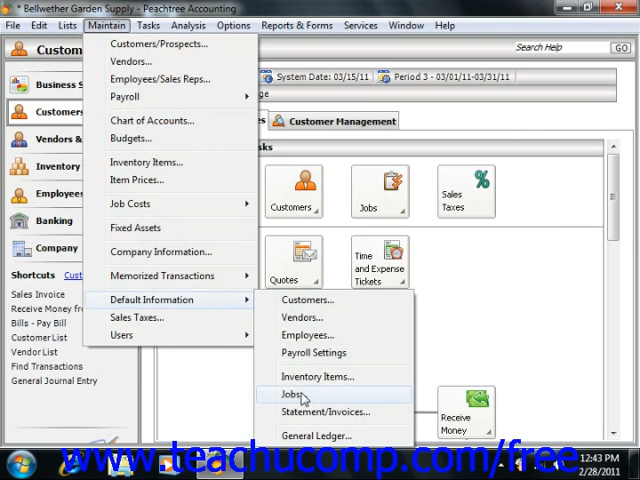 * Bellwether Garden Supply - Peachtree Accounting
File Edit Lists Maintain Tasks Analysis Options Reports & Forms Services Window Help
Search Help GO
System Date: 03/15/11 Period 3 - 03/01/11-03/31/11
Customer Management
Customers
Vendors &
Inventory
Employees
Banking
Company
Shortcuts
Sales Invoice
Receive Money
Bills - Pay Bill
Customer List
Vendor List
Find Transactions
General Journal Entry
Customers/Prospects...
Vendors...
Employees/Sales Reps...
Payroll
Chart of Accounts...
Budgets...
Inventory Items...
Item Prices...
Job Costs
Fixed Assets
Company Information...
Memorized Transactions
Default Information
Sales Taxes...
Users
Customers...
Vendors...
Employees...
Payroll Settings
Inventory Items...
Jobs
Statement/Invoices...
General Ledger...
Customers
Jobs
Sales
Taxes
Quotes
Time
and Expense
Tickets
Receive
Money
www.teachucomp.com/free
12:43 PM
2/28/2011